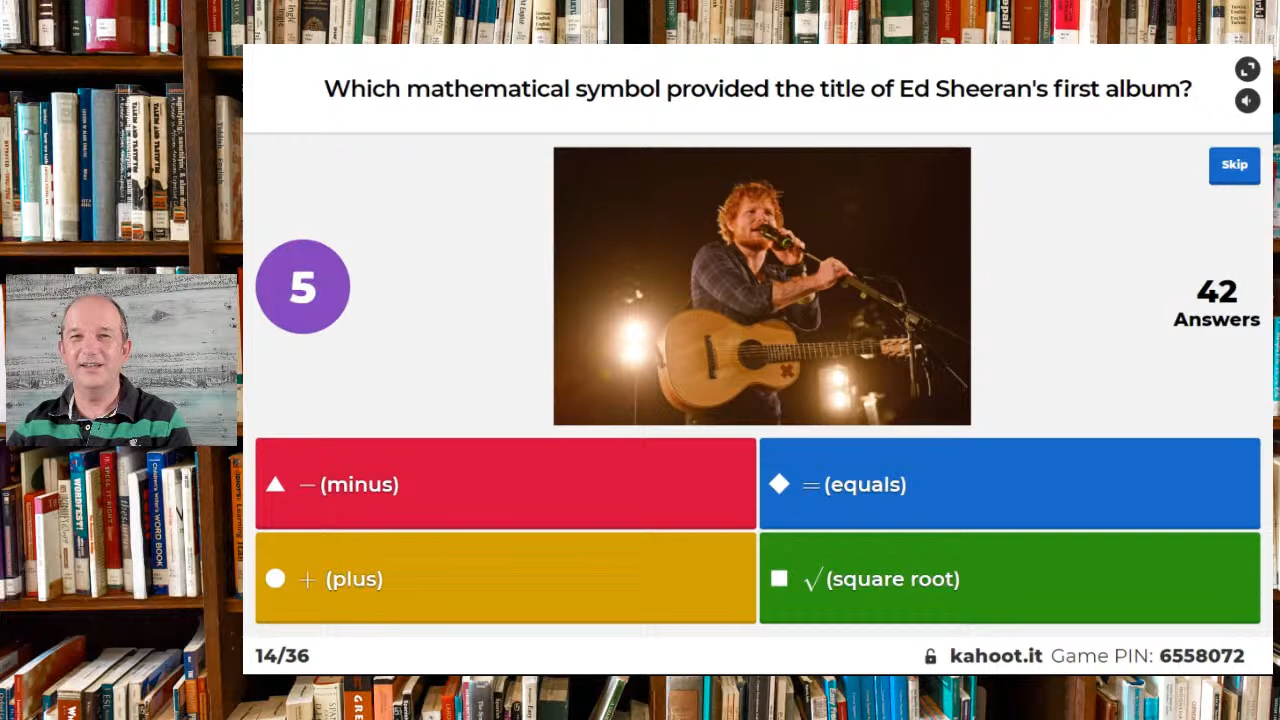 Which mathematical symbol provided the title of Ed Sheeran's first album?
Skip
5
42
Answers
− (minus)
= (equals)
+ (plus)
√ (square root)
14/36
kahoot.it Game PIN: 6558072